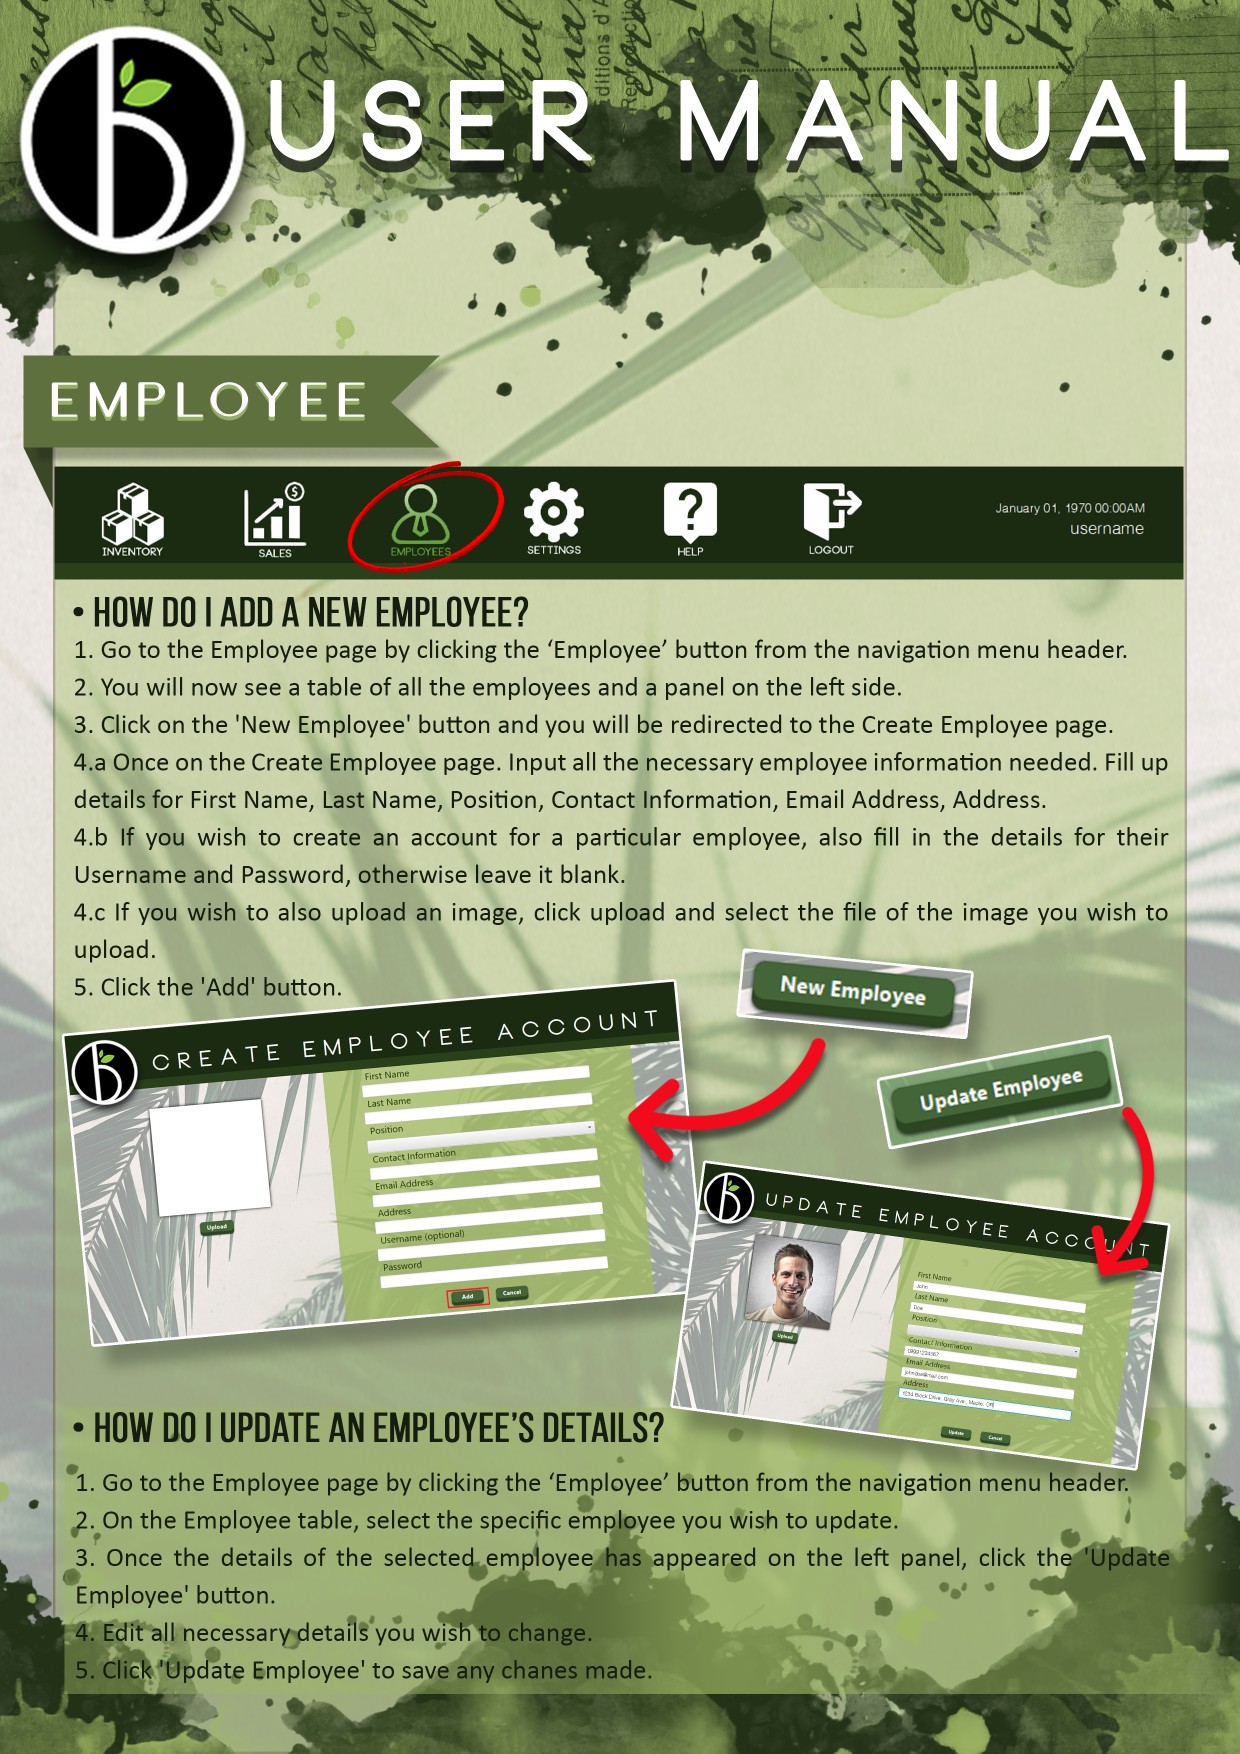 USER MANUAL
EMPLOYEE
INVENTORY
SALES
EMPLOYEES
SETTINGS
HELP
LOGOUT
January 01, 1970 00:00AM
username
• HOW DO I ADD A NEW EMPLOYEE?
1. Go to the Employee page by clicking the ‘Employee’ button from the navigation menu header.
2. You will now see a table of all the employees and a panel on the left side.
3. Click on the 'New Employee' button and you will be redirected to the Create Employee page.
4.a Once on the Create Employee page. Input all the necessary employee information needed. Fill up
details for First Name, Last Name, Position, Contact Information, Email Address, Address.
4.b If you wish to create an account for a particular employee, also fill in the details for their
Username and Password, otherwise leave it blank.
4.c If you wish to also upload an image, click upload and select the file of the image you wish to
upload.
5. Click the 'Add' button.
New Employee
Update Employee
CREATE EMPLOYEE ACCOUNT
First Name
Last Name
Position
Contact Information
Email Address
Address
Username (optional)
Password
Upload
Add
Cancel
UPDATE EMPLOYEE ACCOUNT
First Name
John
Last Name
Doe
Position
Contact Information
Email Address
Address
Upload
Update
Cancel
• HOW DO I UPDATE AN EMPLOYEE’S DETAILS?
1. Go to the Employee page by clicking the ‘Employee’ button from the navigation menu header.
2. On the Employee table, select the specific employee you wish to update.
3. Once the details of the selected employee has appeared on the left panel, click the 'Update
Employee' button.
4. Edit all necessary details you wish to change.
5. Click 'Update Employee' to save any chanes made.